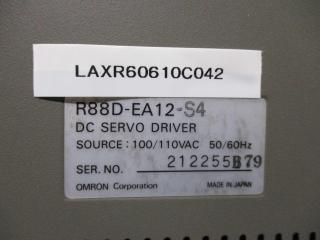 LAXR60610C042
R88D-EA12-S4
DC SERVO DRIVER
SOURCE: 100/110VAC 50/60Hz
SER. NO. 212255B79
OMRON Corporation MADE IN JAPAN